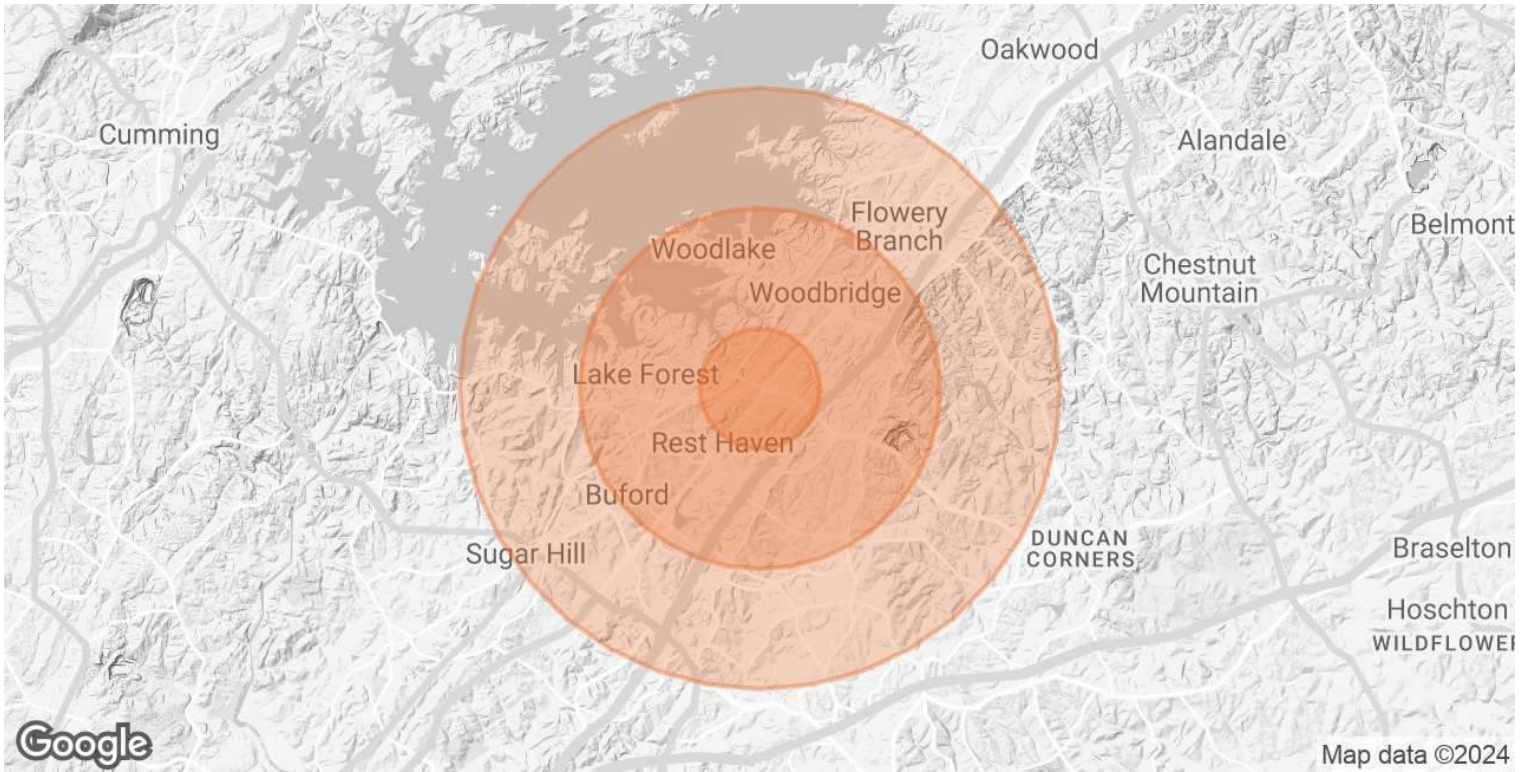 Oakwood
Cumming
Alandale
Flowery
Branch
Belmont
Woodlake
Chestnut
Mountain
Woodbridge
Lake Forest
Rest Haven
Buford
Sugar Hill
DUNCAN
CORNERS
Braselton
Hoschton
WILDFLOWER
Google
Map data ©2024